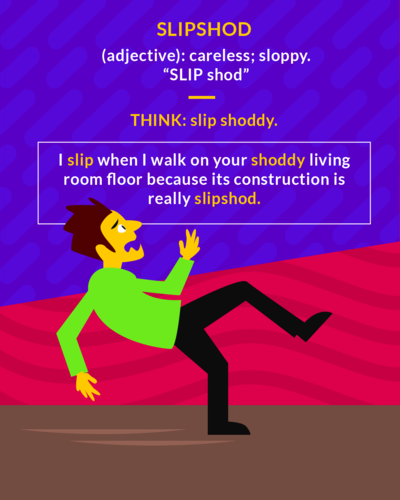 SLIPSHOD
(adjective): careless; sloppy.
“SLIP shod”
THINK: slip shoddy.
I slip when I walk on your shoddy living
room floor because its construction is
really slipshod.